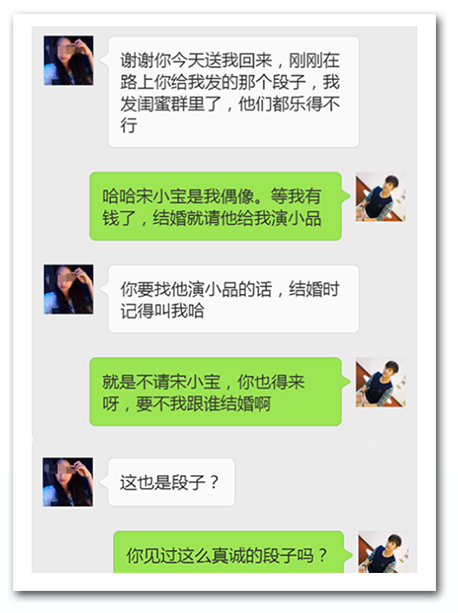 谢谢你今天送我回来，刚刚在
路上你给我发的那个段子，我
发闺蜜群里了，他们都乐得不
行
哈哈宋小宝是我偶像。等我有
钱了，结婚就请他给我演小品
你要找他演小品的话，结婚时
记得叫我哈
就是不请宋小宝，你也得来
呀，要不我跟谁结婚啊
这也是段子？
你见过这么真诚的段子吗？